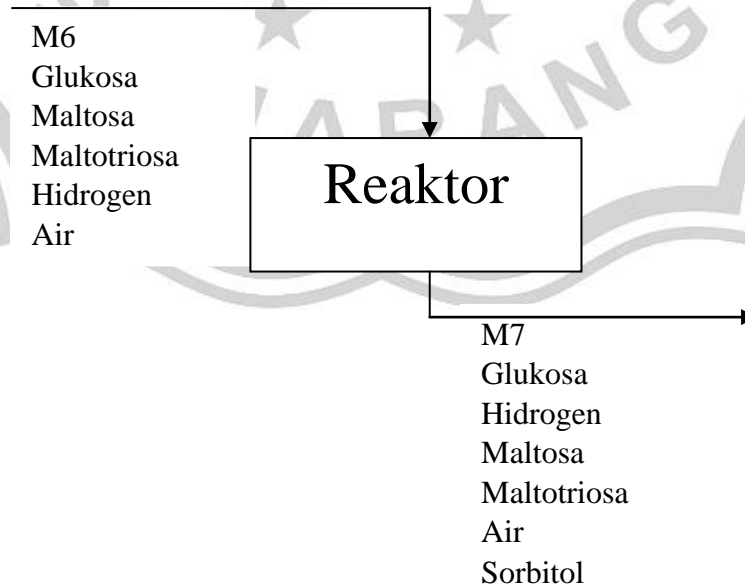 M6
Glukosa
Maltosa
Maltotriosa
Hidrogen
Air
Reaktor
M7
Glukosa
Hidrogen
Maltosa
Maltotriosa
Air
Sorbitol